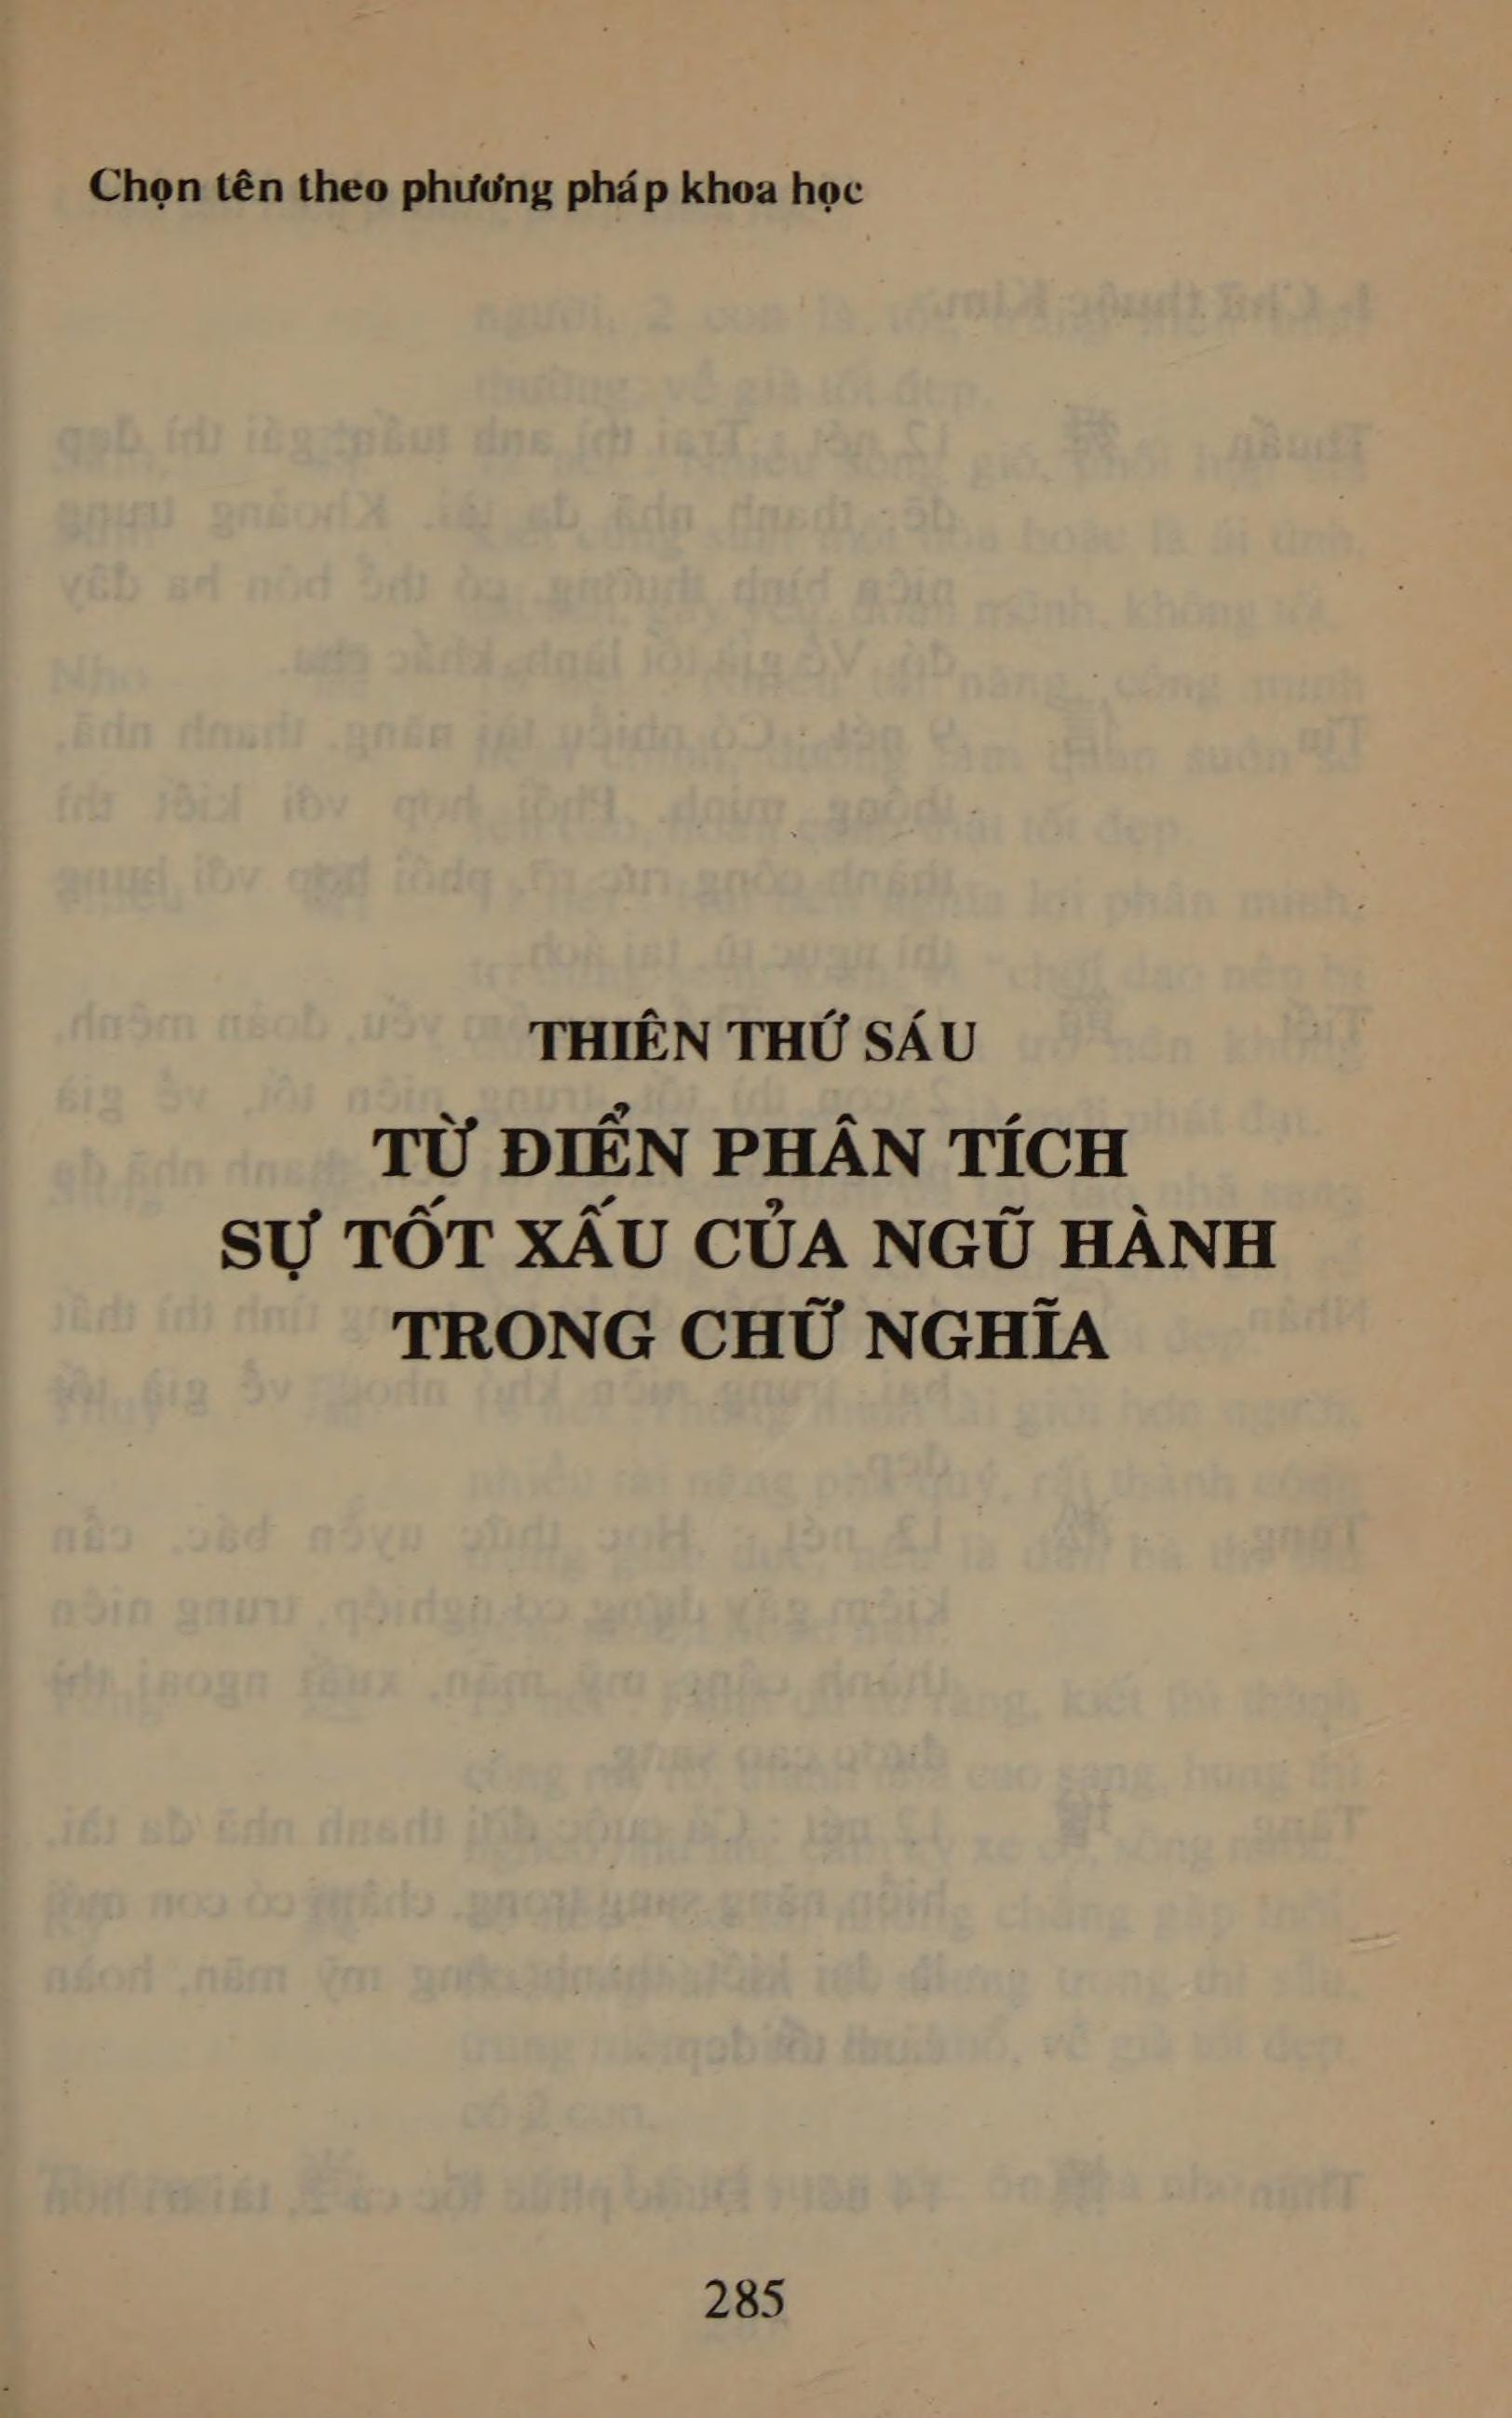 Chọn tên theo phương pháp khoa học
THIÊN THỨ SÁU
TỪ ĐIỂN PHÂN TÍCH
SỰ TỐT XẤU CỦA NGŨ HÀNH
TRONG CHỮ NGHĨA
285